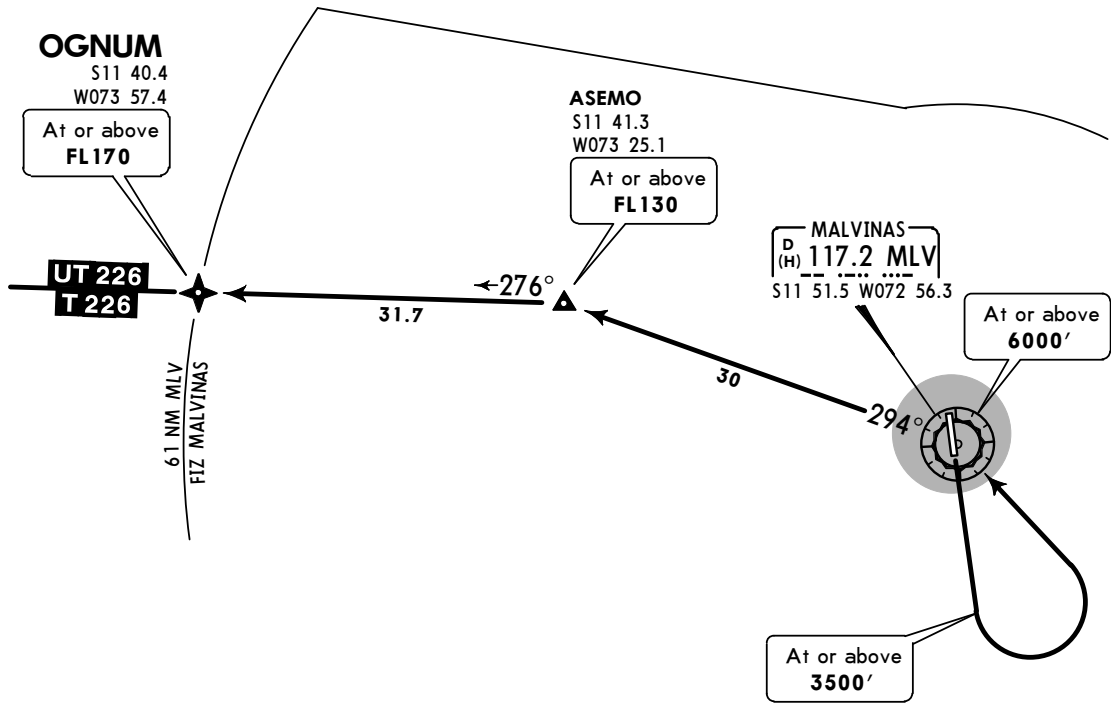 OGNUM
S11 40.4
W073 57.4
At or above
FL170
ASEMO
S11 41.3
W073 25.1
At or above
FL130
MALVINAS
D
(H) 117.2 MLV
S11 51.5 W072 56.3
At or above
6000'
UT 226
T 226
276°
31.7
30
294°
61 NM MLV
FIZ MALVINAS
At or above
3500'